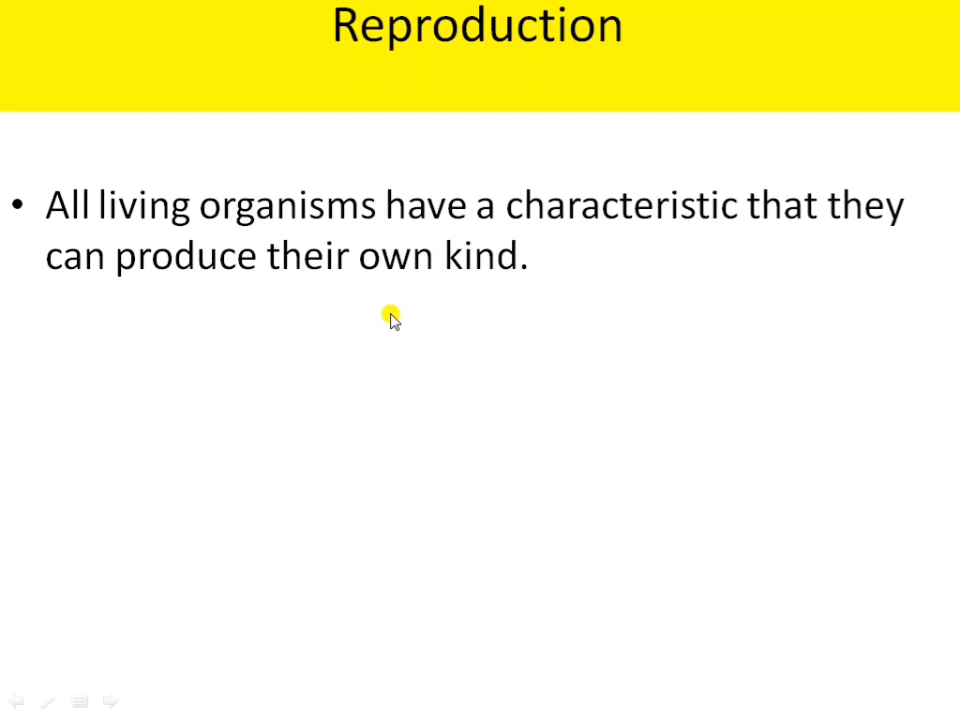 Reproduction
• All living organisms have a characteristic that they
can produce their own kind.